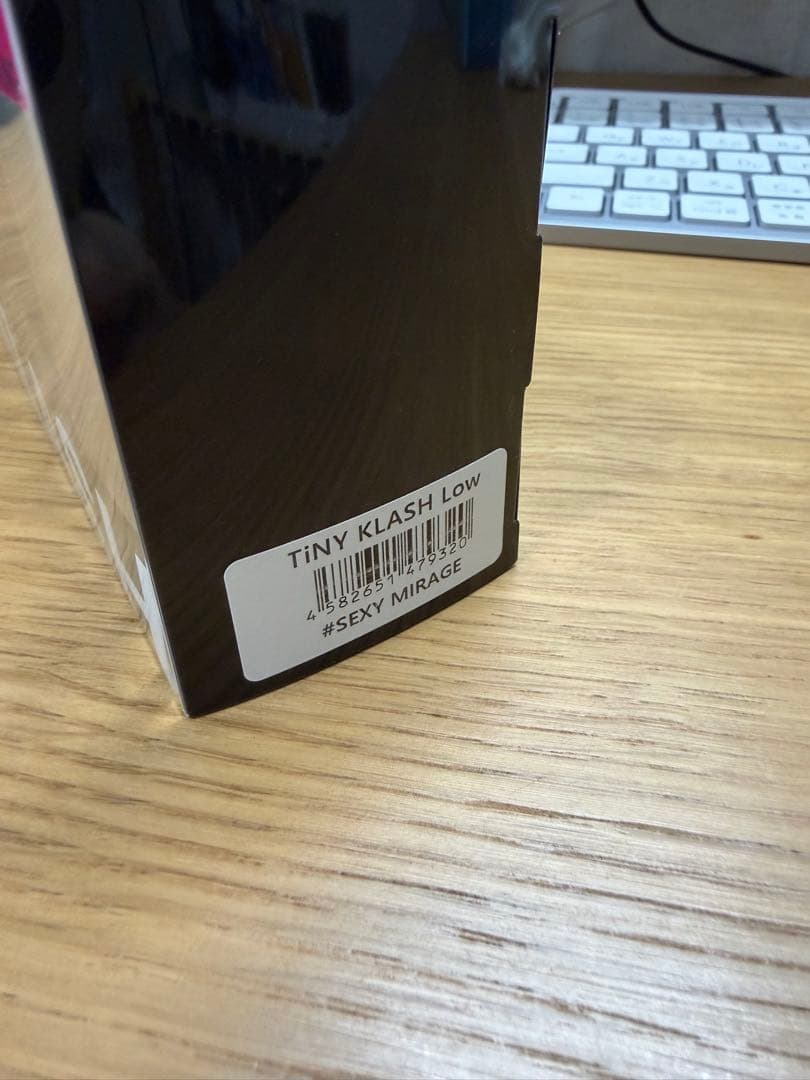 TiNY KLASH Low
4 582651 479320
#SEXY MIRAGE